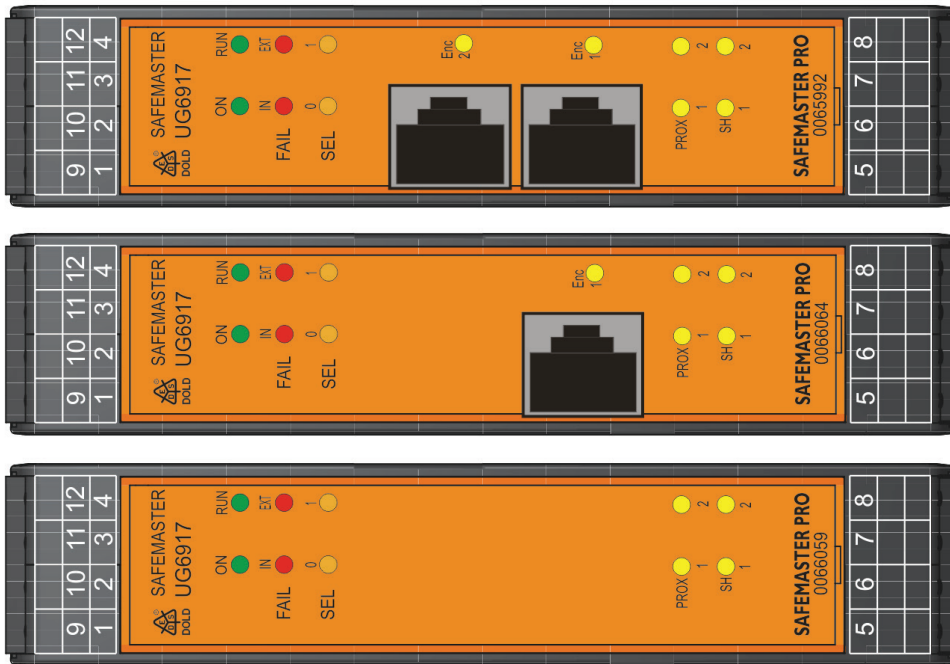 9 10 11 12
1 2 3 4
SAFEMASTER
DOLD UG6917
ON RUN
IN EXT
FAIL
0 1
SEL
PROX 1 2
SH 1 2
SAFEMASTER PRO
0066059
5 6 7 8
9 10 11 12
1 2 3 4
SAFEMASTER
DOLD UG6917
ON RUN
IN EXT
FAIL
0 1
SEL
Enc
1
PROX 1 2
SH 1 2
SAFEMASTER PRO
0066064
5 6 7 8
9 10 11 12
1 2 3 4
SAFEMASTER
DOLD UG6917
ON RUN
IN EXT
FAIL
0 1
SEL
Enc
2
Enc
1
PROX 1 2
SH 1 2
SAFEMASTER PRO
0065992
5 6 7 8